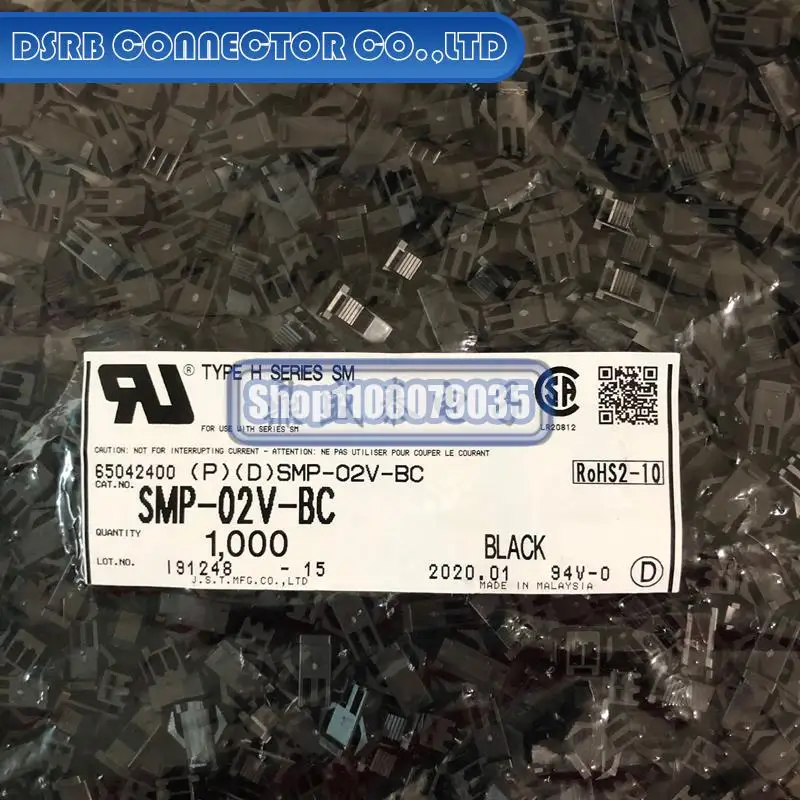 DSRB CONNECTOR CO.,LTD
® TYPE H SERIES SM
Shop1108079035
FOR USE WITH SERIES SM
LR20812
CAUTION: NOT FOR INTERRUPTING CURRENT - ATTENTION: NE PAS UTILISER POUR COUPER LE COURANT
65042400 (P)(D)SMP-02V-BC
RoHS2-10
CAT.NO.
SMP-02V-BC
QUANTITY
1,000
BLACK
LOT.NO.
191248 -15
2020.01 94V-0 D
J.S.T.MFG.CO.,LTD
MADE IN MALAYSIA